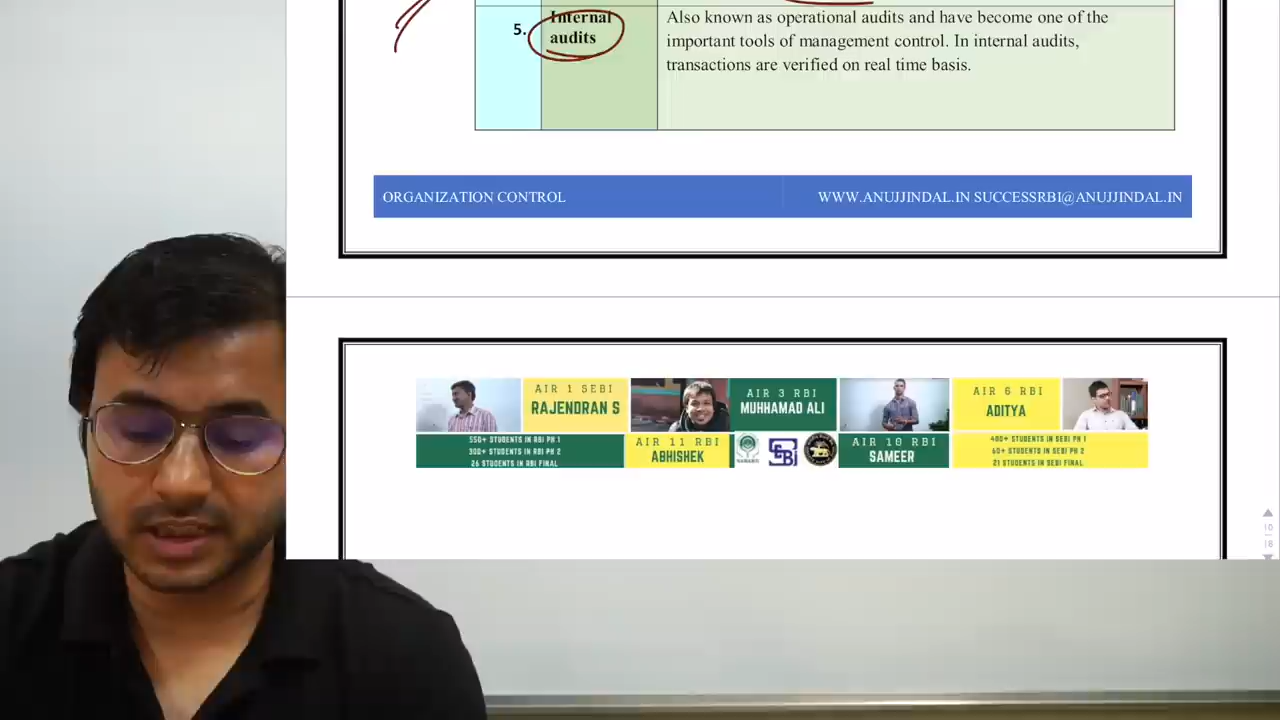 5. Internal audits
Also known as operational audits and have become one of the
important tools of management control. In internal audits,
transactions are verified on real time basis.
ORGANIZATION CONTROL WWW.ANUJJINDAL.IN SUCCESSRBI@ANUJJINDAL.IN
AIR 1 SEBI
RAJENDRAN S
AIR 3 RBI
MUHHAMAD ALI
AIR 6 RBI
ADITYA
550+ STUDENTS IN RBI PH 1
300+ STUDENTS IN RBI PH 2
26 STUDENTS IN RBI FINAL
AIR 11 RBI
ABHISHEK
AIR 10 RBI
SAMEER
400+ STUDENTS IN SEBI PH 1
60+ STUDENTS IN SEBI PH 2
21 STUDENTS IN SEBI FINAL
10
18